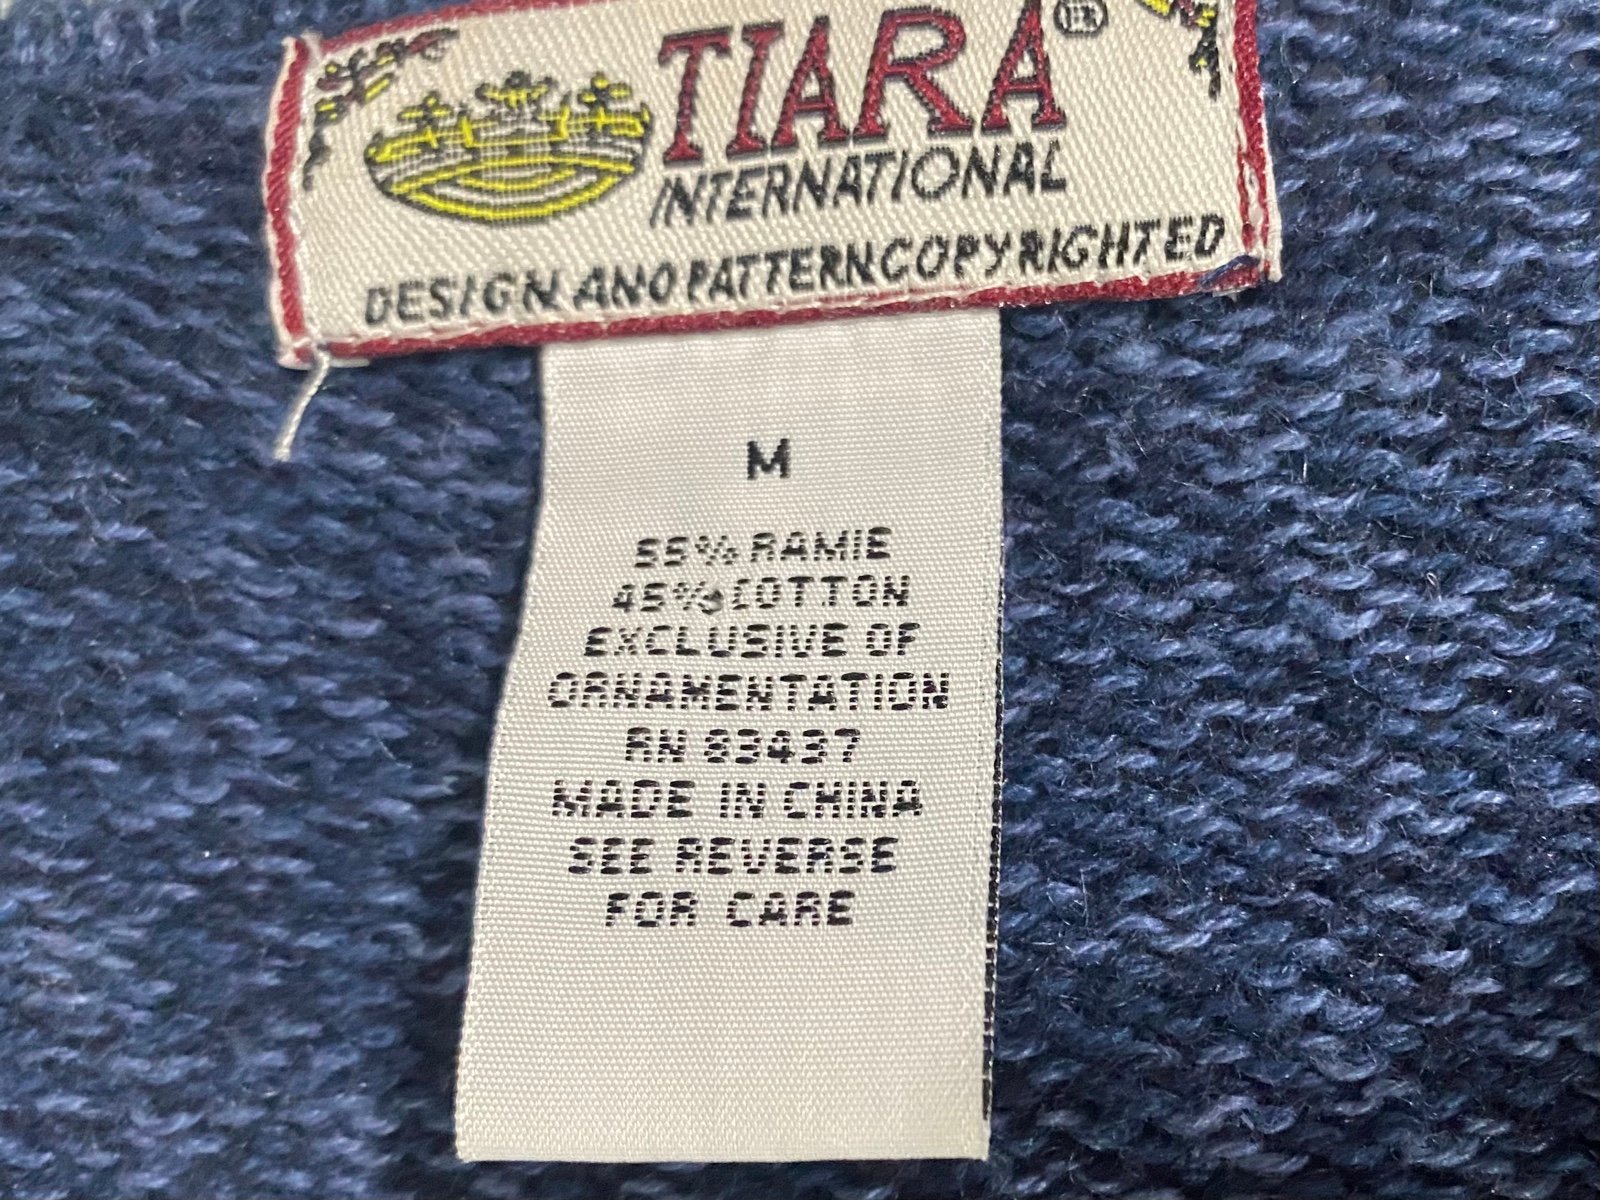 TIARA®
INTERNATIONAL
DESIGN AND PATTERN COPYRIGHTED
M
55% RAMIE
45% COTTON
EXCLUSIVE OF
ORNAMENTATION
RN 83437
MADE IN CHINA
SEE REVERSE
FOR CARE